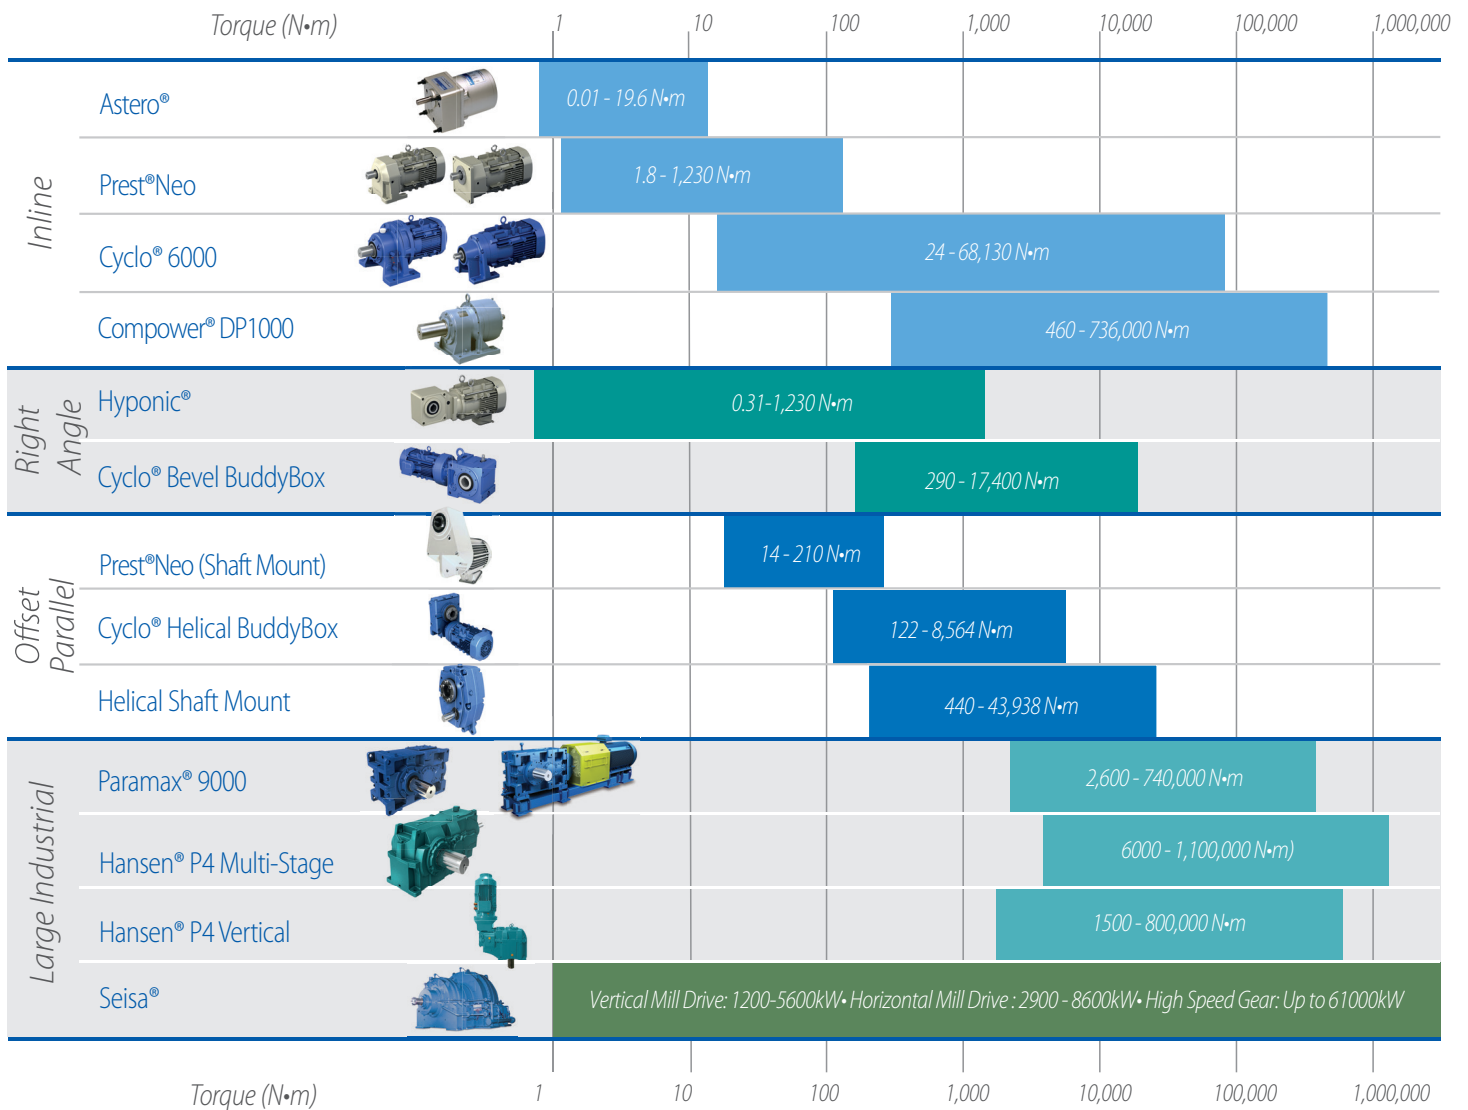 Torque (N•m) 1 10 100 1,000 10,000 100,000 1,000,000
Inline
Astero® 0.01 - 19.6 N•m
Prest®Neo 1.8 - 1,230 N•m
Cyclo® 6000 24 - 68,130 N•m
Compower® DP1000 460 - 736,000 N•m
Right
Angle
Hyponic® 0.31-1,230 N•m
Cyclo® Bevel BuddyBox 290 - 17,400 N•m
Offset
Parallel
Prest®Neo (Shaft Mount) 14 - 210 N•m
Cyclo® Helical BuddyBox 122 - 8,564 N•m
Helical Shaft Mount 440 - 43,938 N•m
Large Industrial
Paramax® 9000 2,600 - 740,000 N•m
Hansen® P4 Multi-Stage 6000 - 1,100,000 N•m)
Hansen® P4 Vertical 1500 - 800,000 N•m
Seisa® Vertical Mill Drive: 1200-5600kW• Horizontal Mill Drive : 2900 - 8600kW• High Speed Gear: Up to 61000kW
Torque (N•m) 1 10 100 1,000 10,000 100,000 1,000,000